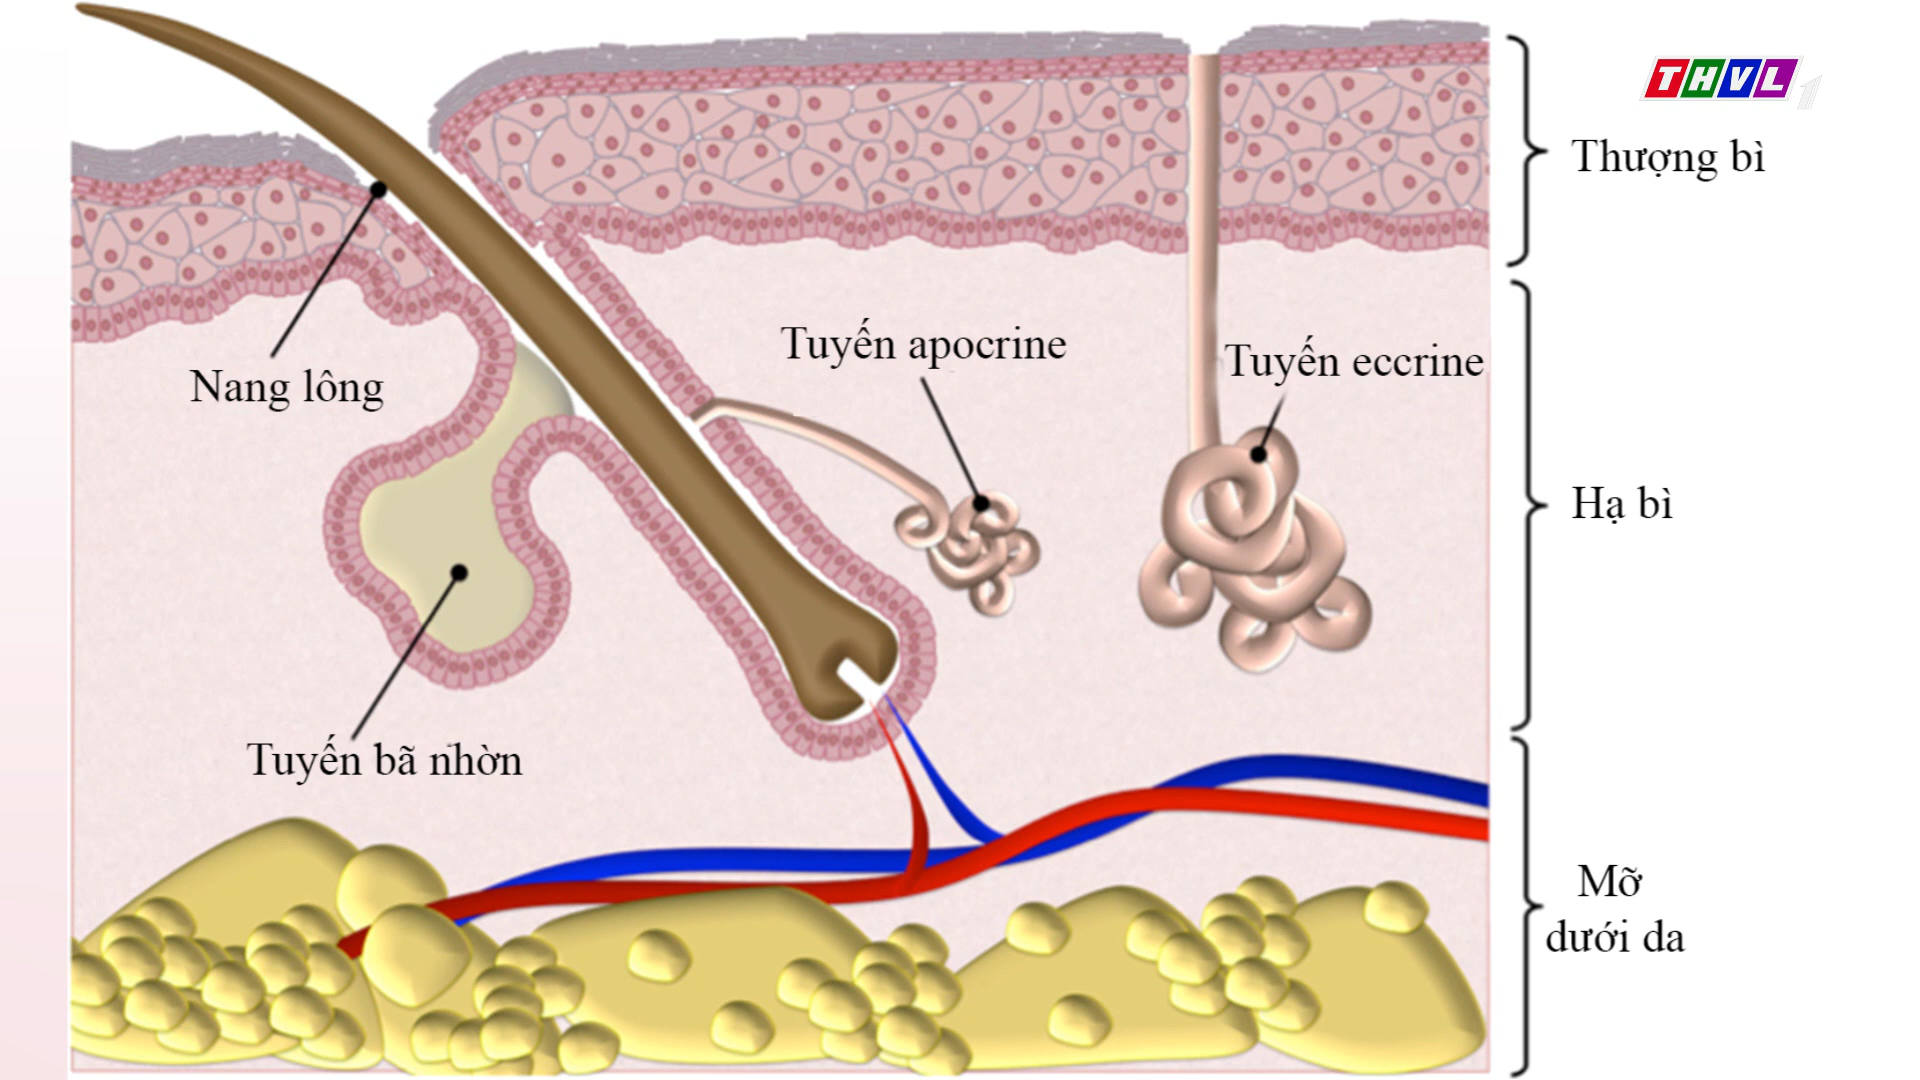 THVL1
Thượng bì
Tuyến apocrine
Tuyến eccrine
Nang lông
Hạ bì
Tuyến bã nhờn
Mỡ
dưới da